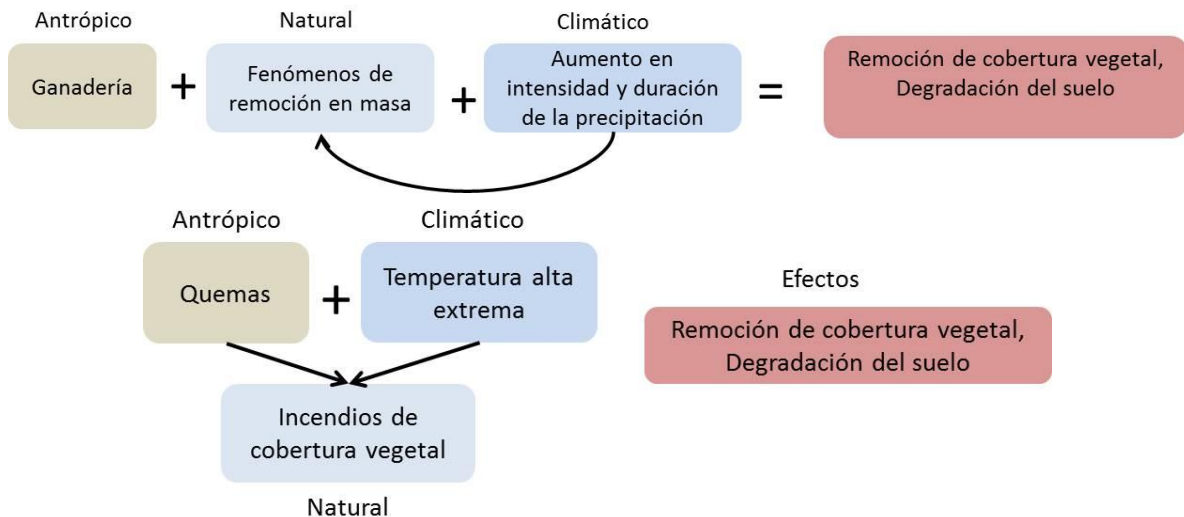 Antrópico
Natural
Climático
Ganadería
+
Fenómenos de
remoción en masa
+
Aumento en
intensidad y duración
de la precipitación
=
Remoción de cobertura vegetal,
Degradación del suelo
Antrópico
Climático
Quemas
+
Temperatura alta
extrema
Efectos
Remoción de cobertura vegetal,
Degradación del suelo
Incendios de
cobertura vegetal
Natural